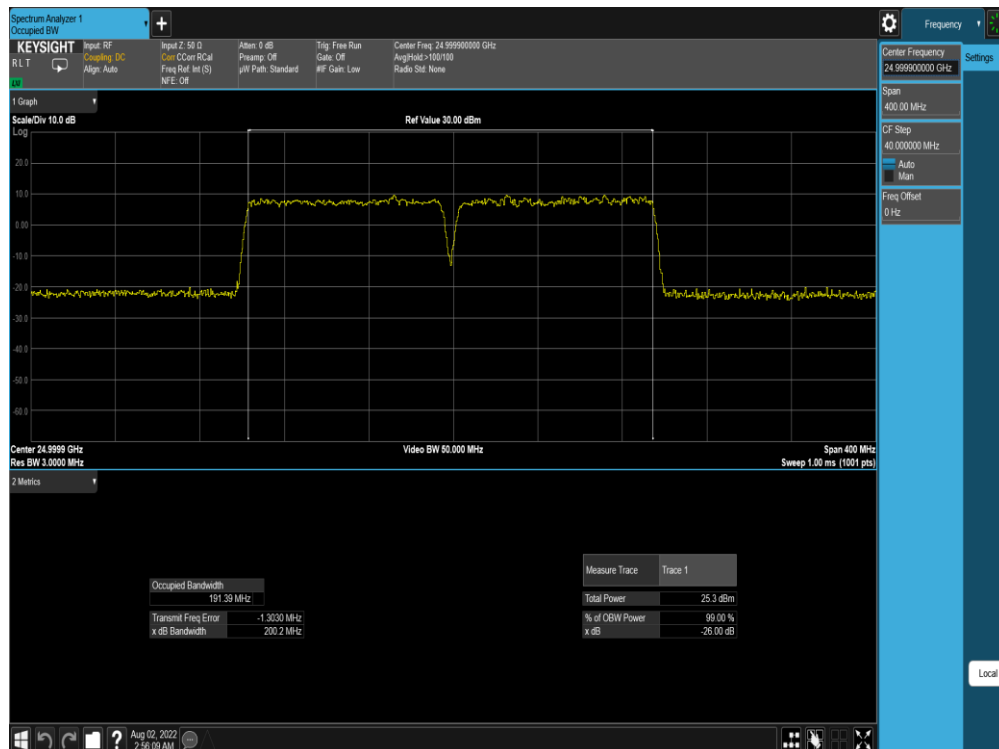 Spectrum Analyzer 1
Occupied BW
+
Frequency
KEYSIGHT
RLT
LXI
Input: RF
Coupling: DC
Align: Auto
Input Z: 50 Ω
Corr CCorr RCal
Freq Ref: Int (S)
NFE: Off
Atten: 0 dB
Preamp: Off
µW Path: Standard
Trig: Free Run
Gate: Off
#IF Gain: Low
Center Freq: 24.999900000 GHz
Avg|Hold:>100/100
Radio Std: None
Center Frequency
24.999900000 GHz
Settings
Span
400.00 MHz
CF Step
40.000000 MHz
Auto
Man
Freq Offset
0 Hz
1 Graph
Scale/Div 10.0 dB
Ref Value 30.00 dBm
Log
20.0
10.0
0.00
-10.0
-20.0
-30.0
-40.0
-50.0
-60.0
Center 24.9999 GHz
Video BW 50.000 MHz
Span 400 MHz
Res BW 3.0000 MHz
Sweep 1.00 ms (1001 pts)
2 Metrics
Measure Trace Trace 1
Occupied Bandwidth
191.39 MHz
Total Power 25.3 dBm
Transmit Freq Error -1.3030 MHz
% of OBW Power 99.00 %
x dB Bandwidth 200.2 MHz
x dB -26.00 dB
Local
?
Aug 02, 2022
2:56:09 AM